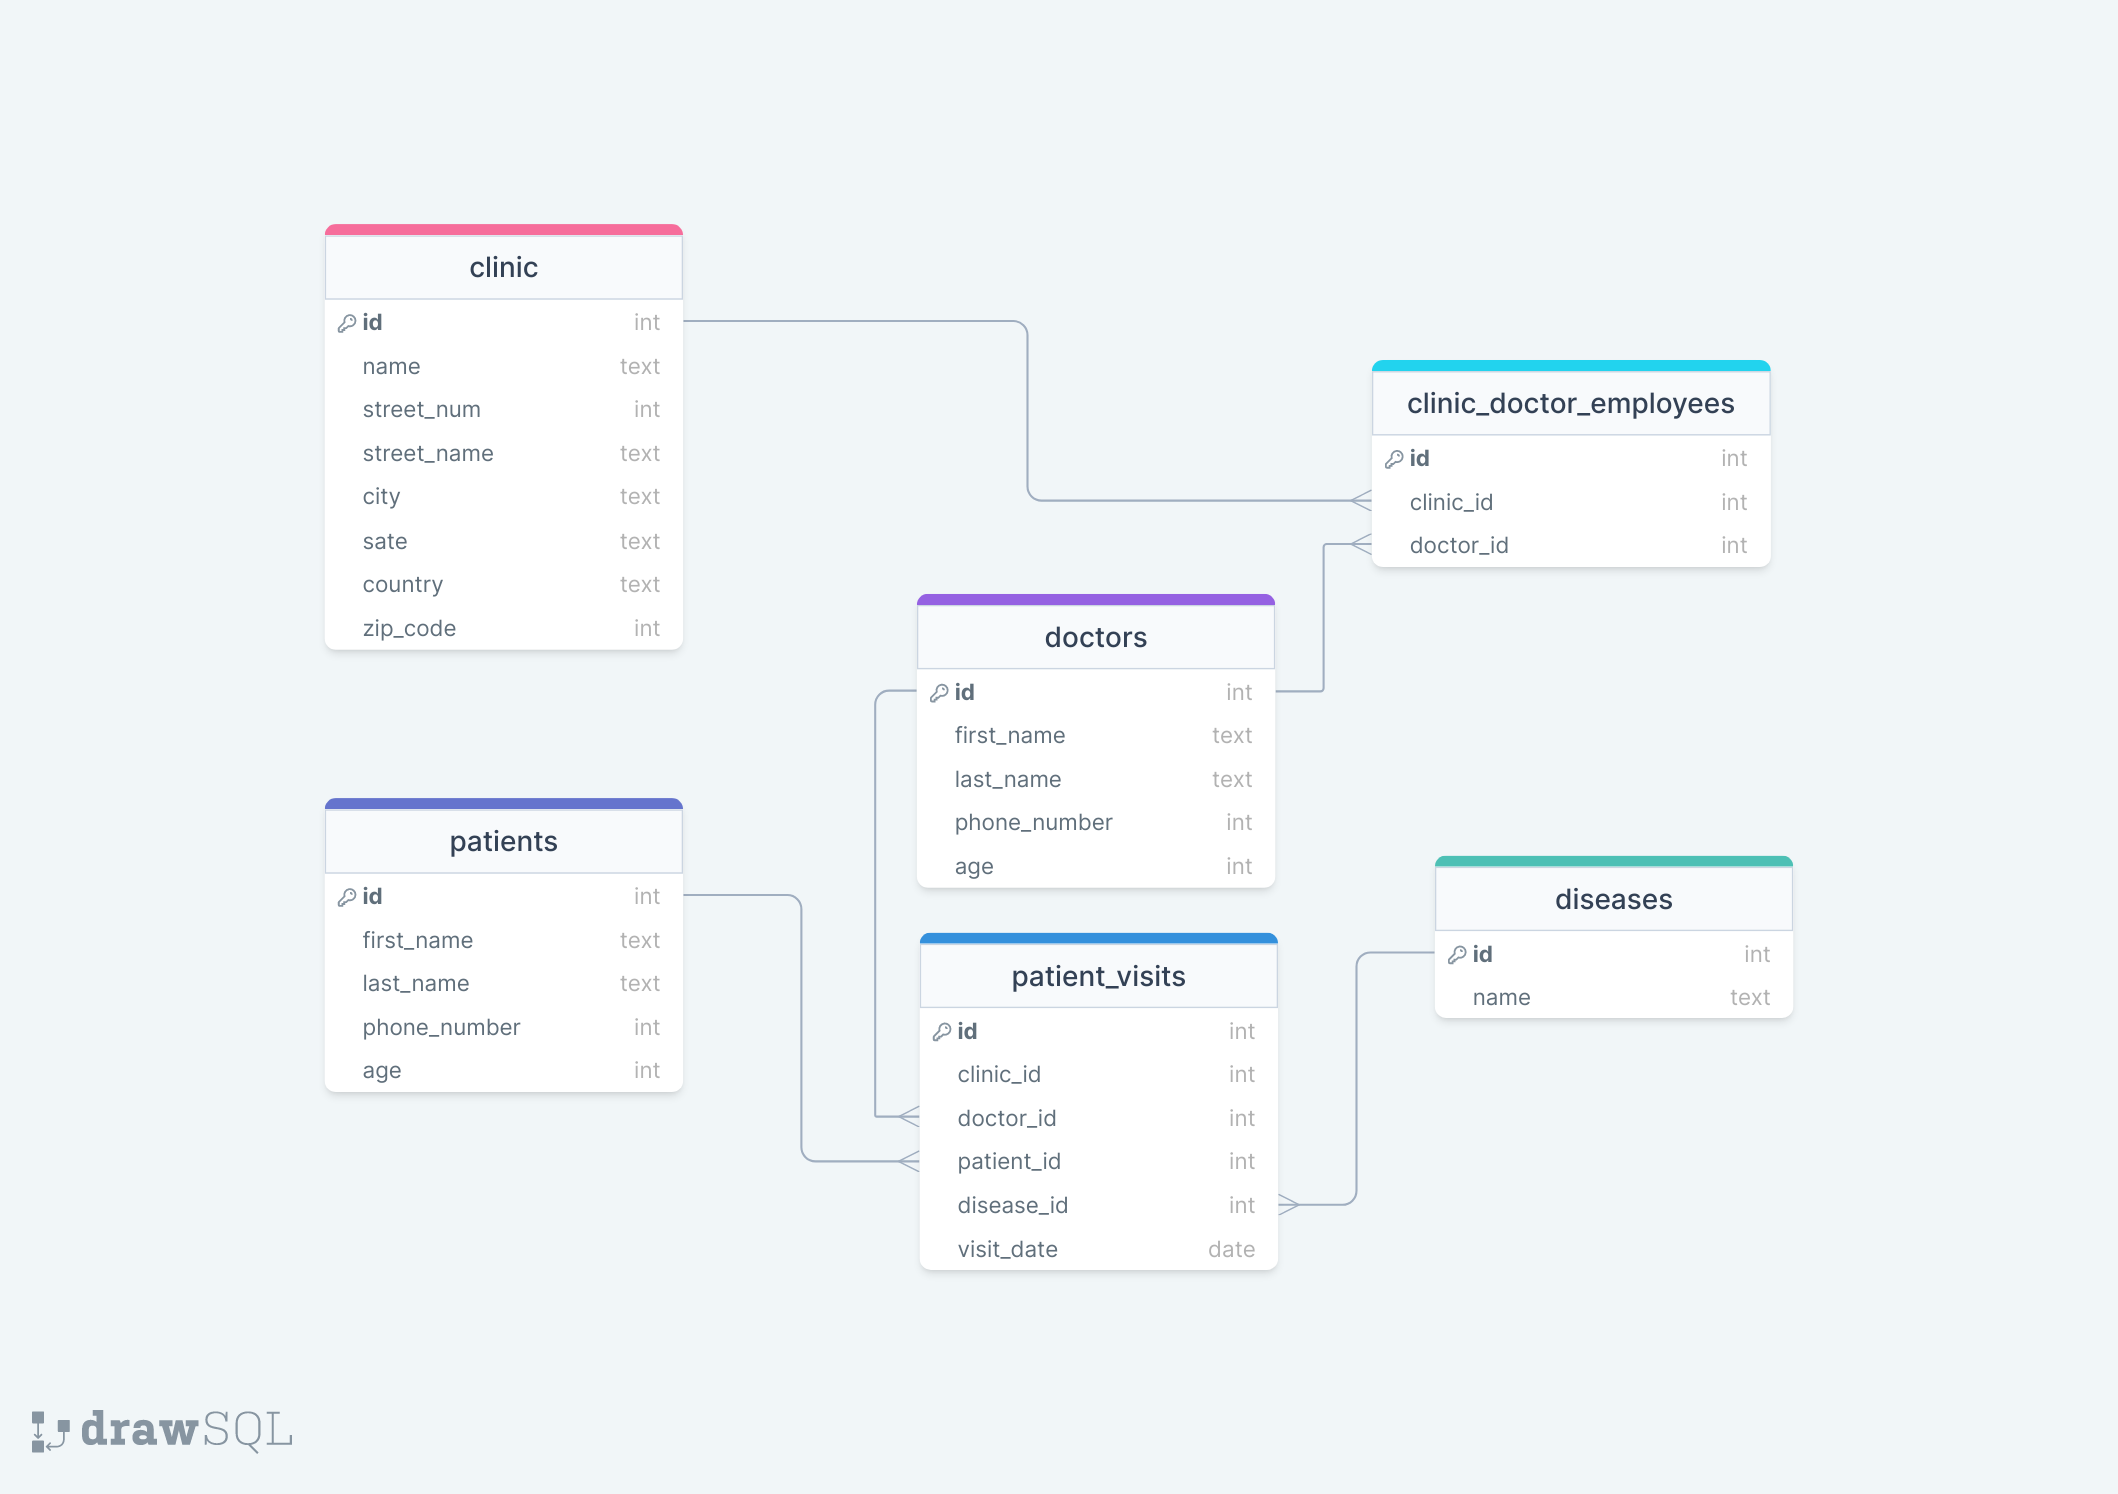 clinic
id int
name text
street_num int
street_name text
city text
sate text
country text
zip_code int
clinic_doctor_employees
id int
clinic_id int
doctor_id int
doctors
id int
first_name text
last_name text
phone_number int
age int
patients
id int
first_name text
last_name text
phone_number int
age int
patient_visits
id int
clinic_id int
doctor_id int
patient_id int
disease_id int
visit_date date
diseases
id int
name text
drawSQL